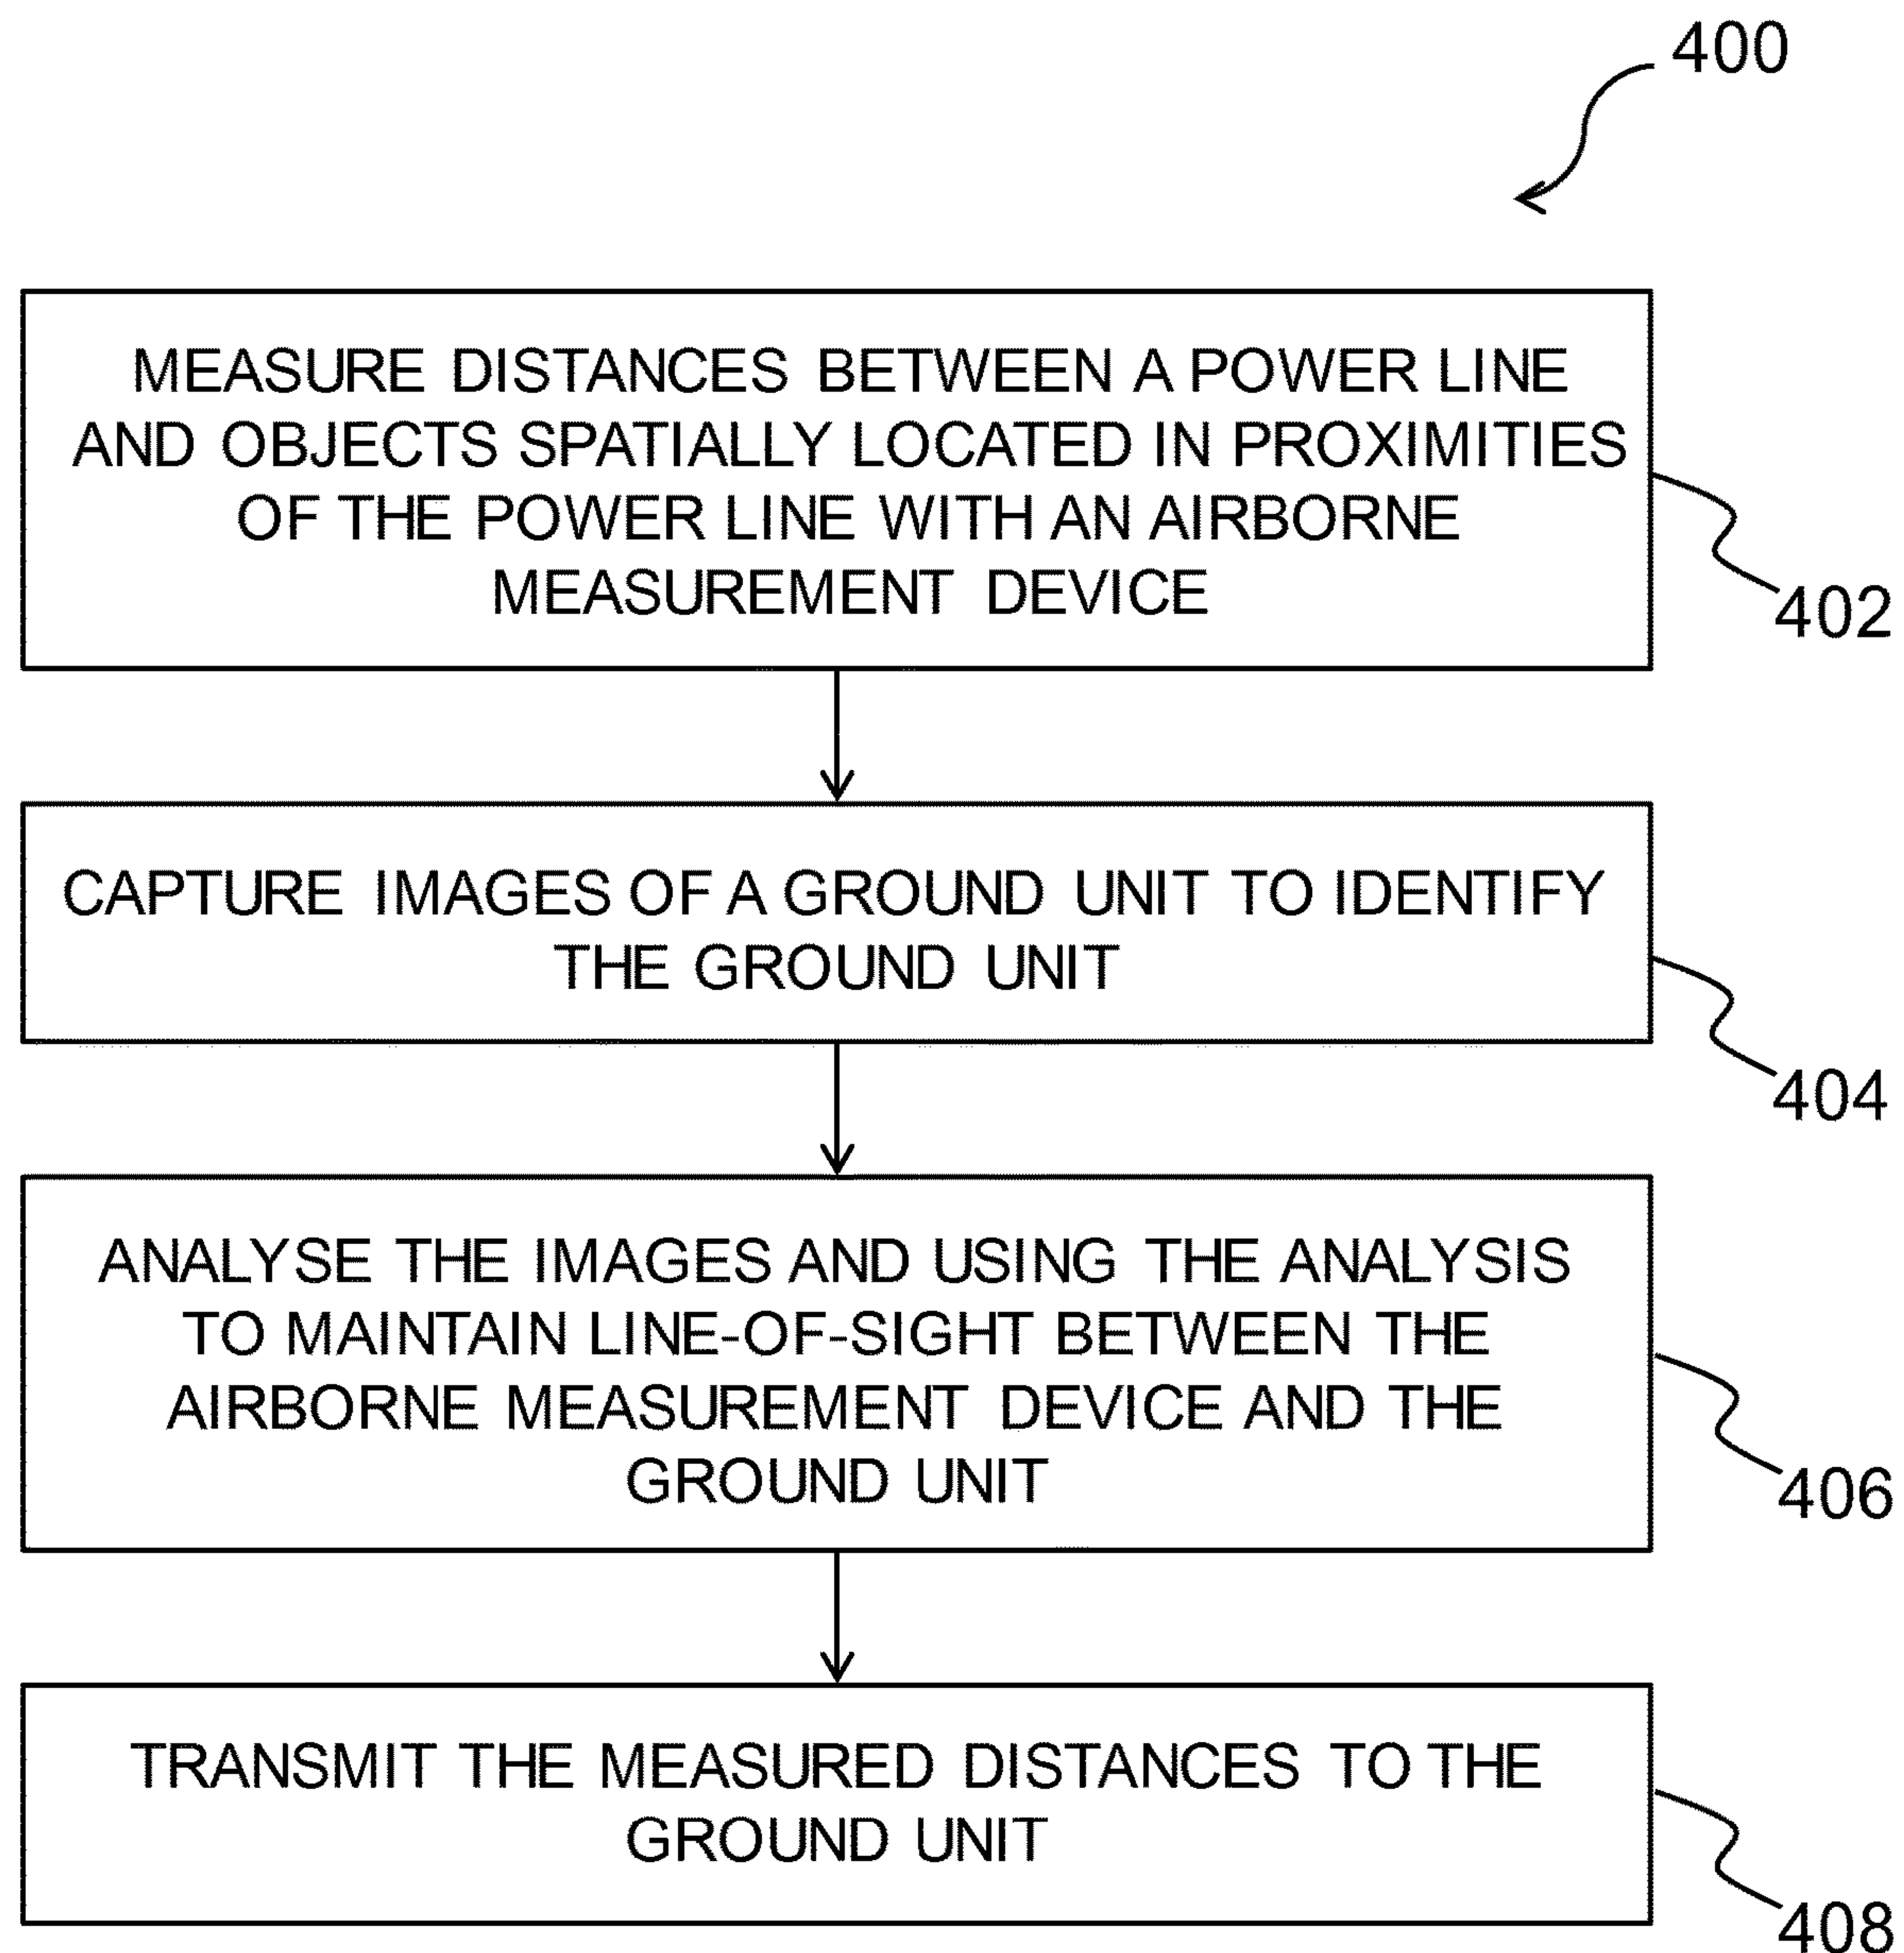 400
MEASURE DISTANCES BETWEEN A POWER LINE
AND OBJECTS SPATIALLY LOCATED IN PROXIMITIES
OF THE POWER LINE WITH AN AIRBORNE
MEASUREMENT DEVICE
402
CAPTURE IMAGES OF A GROUND UNIT TO IDENTIFY
THE GROUND UNIT
404
ANALYSE THE IMAGES AND USING THE ANALYSIS
TO MAINTAIN LINE-OF-SIGHT BETWEEN THE
AIRBORNE MEASUREMENT DEVICE AND THE
GROUND UNIT
406
TRANSMIT THE MEASURED DISTANCES TO THE
GROUND UNIT
408